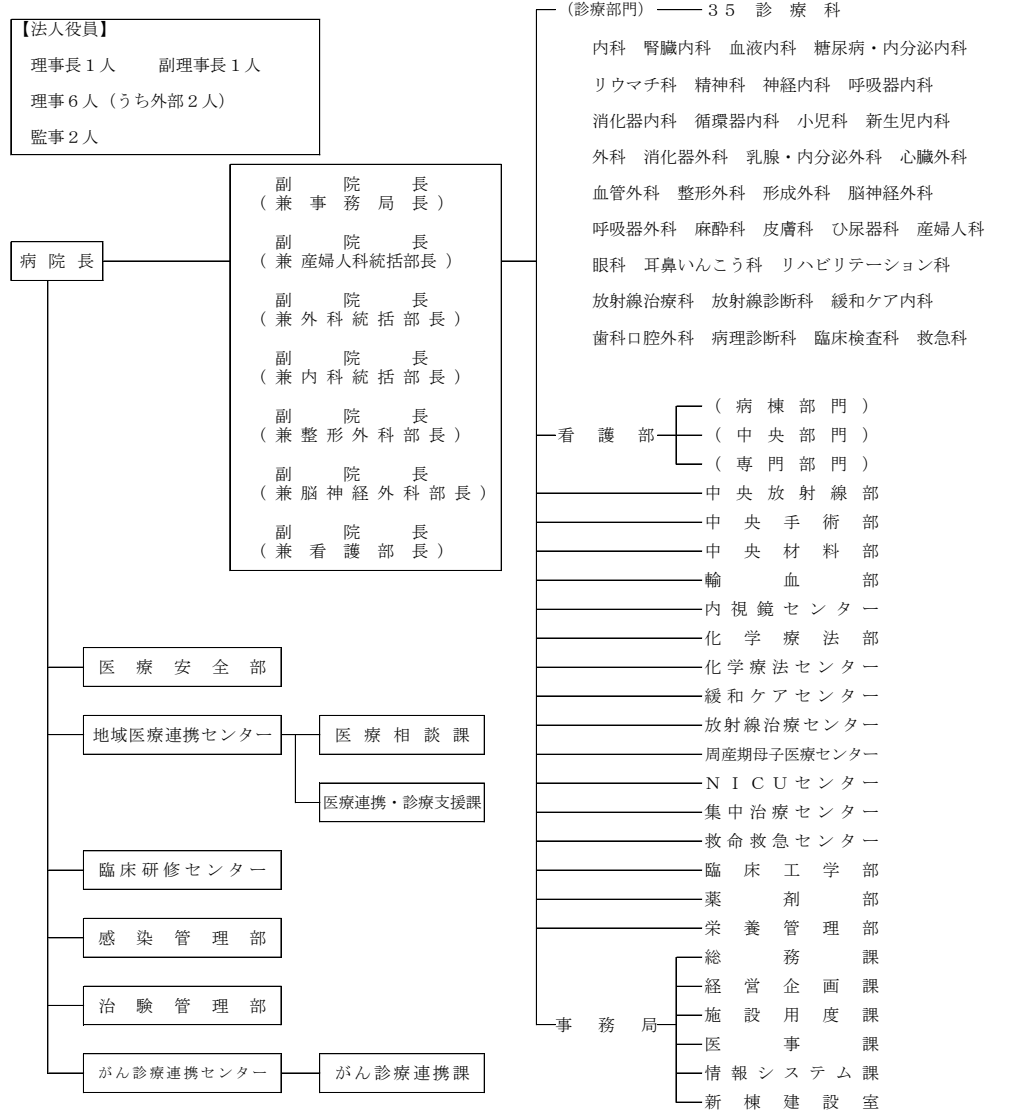 【法人役員】
理事長1人　副理事長1人
理事6人（うち外部2人）
監事2人
病院長
副院長
（兼事務局長）
副院長
（兼産婦人科統括部長）
副院長
（兼外科統括部長）
副院長
（兼内科統括部長）
副院長
（兼整形外科部長）
副院長
（兼脳神経外科部長）
副院長
（兼看護部長）
医療安全部
地域医療連携センター
医療相談課
医療連携・診療支援課
臨床研修センター
感染管理部
治験管理部
がん診療連携センター
がん診療連携課
（診療部門）　35診療科
内科　腎臓内科　血液内科　糖尿病・内分泌内科
リウマチ科　精神科　神経内科　呼吸器内科
消化器内科　循環器内科　小児科　新生児内科
外科　消化器外科　乳腺・内分泌外科　心臓外科
血管外科　整形外科　形成外科　脳神経外科
呼吸器外科　麻酔科　皮膚科　ひ尿器科　産婦人科
眼科　耳鼻いんこう科　リハビリテーション科
放射線治療科　放射線診断科　緩和ケア内科
歯科口腔外科　病理診断科　臨床検査科　救急科
看護部
（病棟部門）
（中央部門）
（専門部門）
中央放射線部
中央手術部
中央材料部
輸血部
内視鏡センター
化学療法部
化学療法センター
緩和ケアセンター
放射線治療センター
周産期母子医療センター
NICUセンター
集中治療センター
救命救急センター
臨床工学部
薬剤部
栄養管理部
事務局
総務課
経営企画課
施設用度課
医事課
情報システム課
新棟建設室